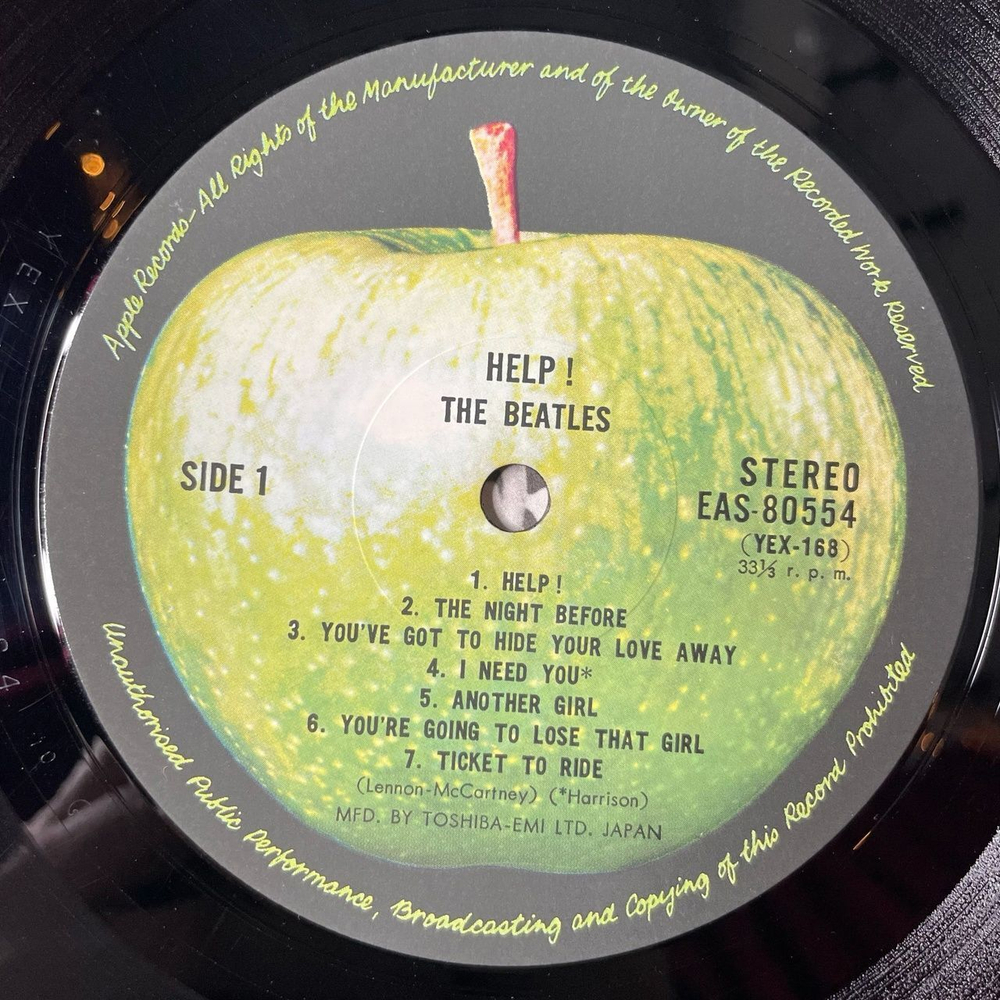 Apple Records-All Rights of the Manufacturer and of the Owner of the Recorded Work Reserved
HELP !
THE BEATLES
SIDE 1
STEREO
EAS-80554
(YEX-168)
33⅓ r. p. m.
1. HELP !
2. THE NIGHT BEFORE
3. YOU'VE GOT TO HIDE YOUR LOVE AWAY
4. I NEED YOU*
5. ANOTHER GIRL
6. YOU'RE GOING TO LOSE THAT GIRL
7. TICKET TO RIDE
(Lennon-McCartney) (*Harrison)
MFD. BY TOSHIBA-EMI LTD. JAPAN
Unauthorised Public Performance, Broadcasting and Copying of this Record Prohibited
YEX